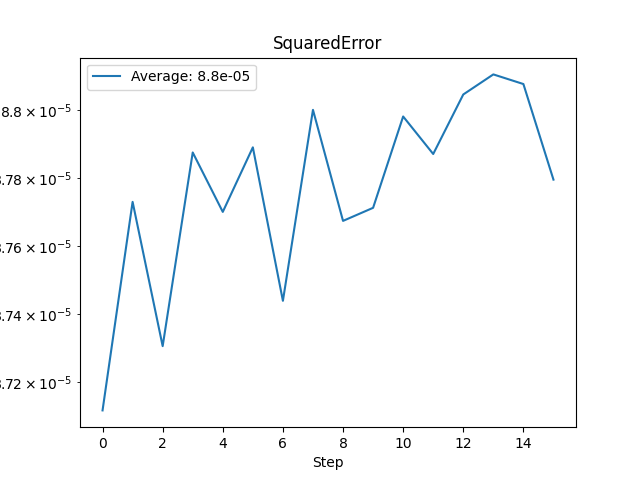 SquaredError
Average: 8.8e-05
8.8 × 10⁻⁵
8.78 × 10⁻⁵
8.76 × 10⁻⁵
8.74 × 10⁻⁵
8.72 × 10⁻⁵
0 2 4 6 8 10 12 14
Step